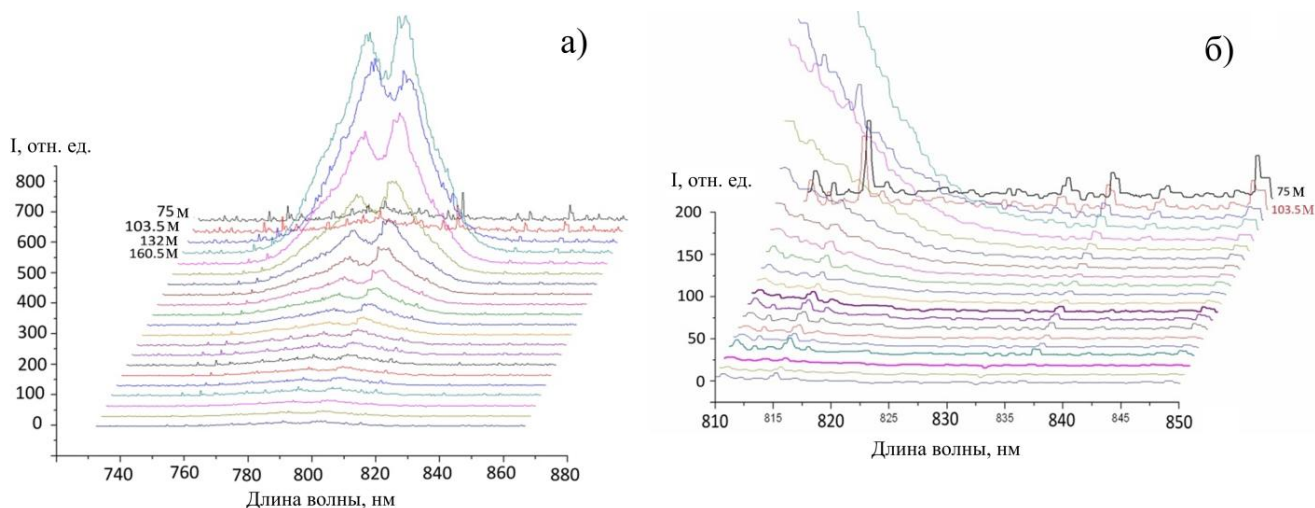 а)
I, отн. ед.
800
700
600
500
400
300
200
100
0
75 м
103.5 м
132 м
160.5 м
740
760
780
800
820
840
860
880
Длина волны, нм
б)
I, отн. ед.
200
150
100
50
0
75 м
103.5м
810
815
820
825
830
835
840
845
850
Длина волны, нм